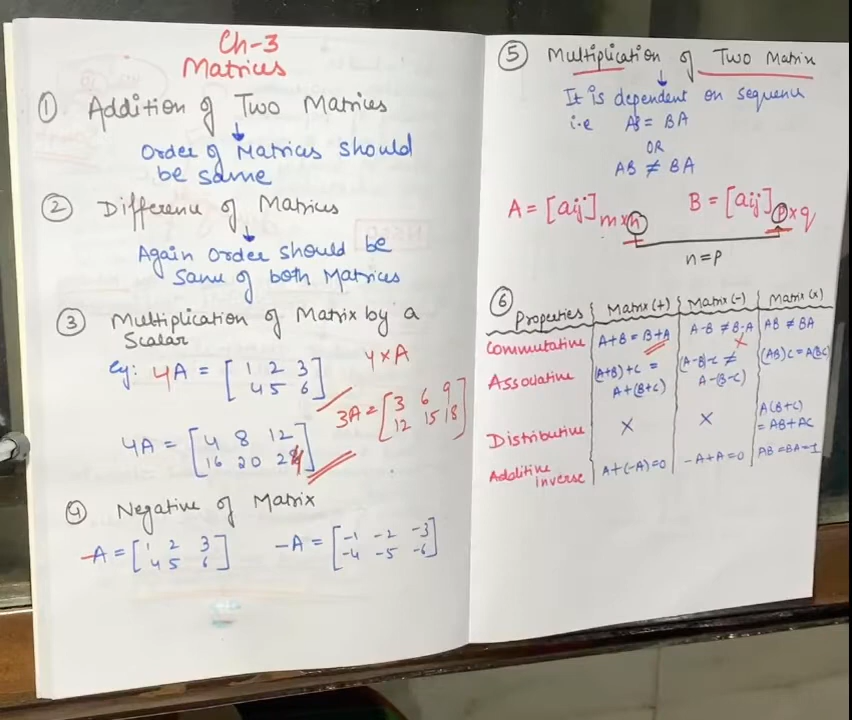 Ch-3
Matrices
① Addition of Two Matrices
Order of Matrices should
be same
② Difference of Matrices
Again Order should be
Same of both Matrices
③ Multiplication of Matrix by a
Scalar
eg: 4A = [1 2 3
4 5 6]
4 × A
3A = [3 6 9
12 15 18]
4A = [4 8 12
16 20 24]
④ Negative of Matrix
-A = [1 2 3
4 5 6]
-A = [-1 -2 -3
-4 -5 -6]
⑤ Multiplication of Two Matrix
It is dependent on sequence
i.e AB = BA
OR
AB ≠ BA
A = [aij] m×n B = [aij] p×q
n=p
⑥ Properties Matrix (+) Matrix (-) Matrix (x)
Commutative A+B = B+A A-B ≠ B-A AB ≠ BA
Associative (A+B)+C = A+(B+C) (A-B)-C ≠ A-(B-C) (AB)C = A(BC)
Distributive × × A(B+C) = AB+AC
Additive inverse A+(-A)=0 -A+A=0 AB=BA=1